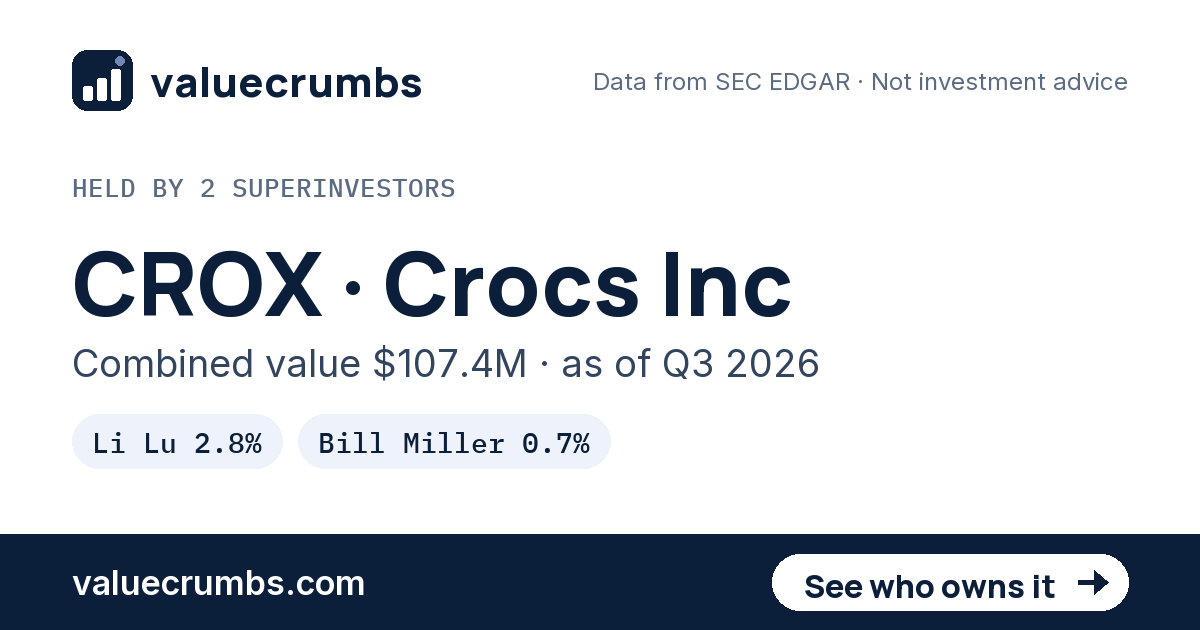 valuecrumbs
Data from SEC EDGAR · Not investment advice
HELD BY 2 SUPERINVESTORS
CROX · Crocs Inc
Combined value $107.4M · as of Q3 2026
Li Lu 2.8%
Bill Miller 0.7%
valuecrumbs.com
See who owns it →